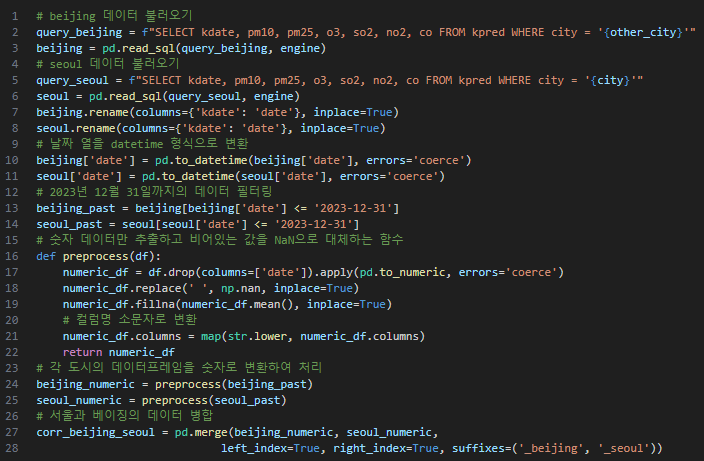 1 # beijing 데이터 불러오기
2 query_beijing = f"SELECT kdate, pm10, pm25, o3, so2, no2, co FROM kpred WHERE city = '{other_city}'"
3 beijing = pd.read_sql(query_beijing, engine)
4 # seoul 데이터 불러오기
5 query_seoul = f"SELECT kdate, pm10, pm25, o3, so2, no2, co FROM kpred WHERE city = '{city}'"
6 seoul = pd.read_sql(query_seoul, engine)
7 beijing.rename(columns={'kdate': 'date'}, inplace=True)
8 seoul.rename(columns={'kdate': 'date'}, inplace=True)
9 # 날짜 열을 datetime 형식으로 변환
10 beijing['date'] = pd.to_datetime(beijing['date'], errors='coerce')
11 seoul['date'] = pd.to_datetime(seoul['date'], errors='coerce')
12 # 2023년 12월 31일까지의 데이터 필터링
13 beijing_past = beijing[beijing['date'] <= '2023-12-31']
14 seoul_past = seoul[seoul['date'] <= '2023-12-31']
15 # 숫자 데이터만 추출하고 비어있는 값을 NaN으로 대체하는 함수
16 def preprocess(df):
17     numeric_df = df.drop(columns=['date']).apply(pd.to_numeric, errors='coerce')
18     numeric_df.replace(' ', np.nan, inplace=True)
19     numeric_df.fillna(numeric_df.mean(), inplace=True)
20     # 컬럼명 소문자로 변환
21     numeric_df.columns = map(str.lower, numeric_df.columns)
22     return numeric_df
23 # 각 도시의 데이터프레임을 숫자로 변환하여 처리
24 beijing_numeric = preprocess(beijing_past)
25 seoul_numeric = preprocess(seoul_past)
26 # 서울과 베이징의 데이터 병합
27 corr_beijing_seoul = pd.merge(beijing_numeric, seoul_numeric,
28                               left_index=True, right_index=True, suffixes=('_beijing', '_seoul'))